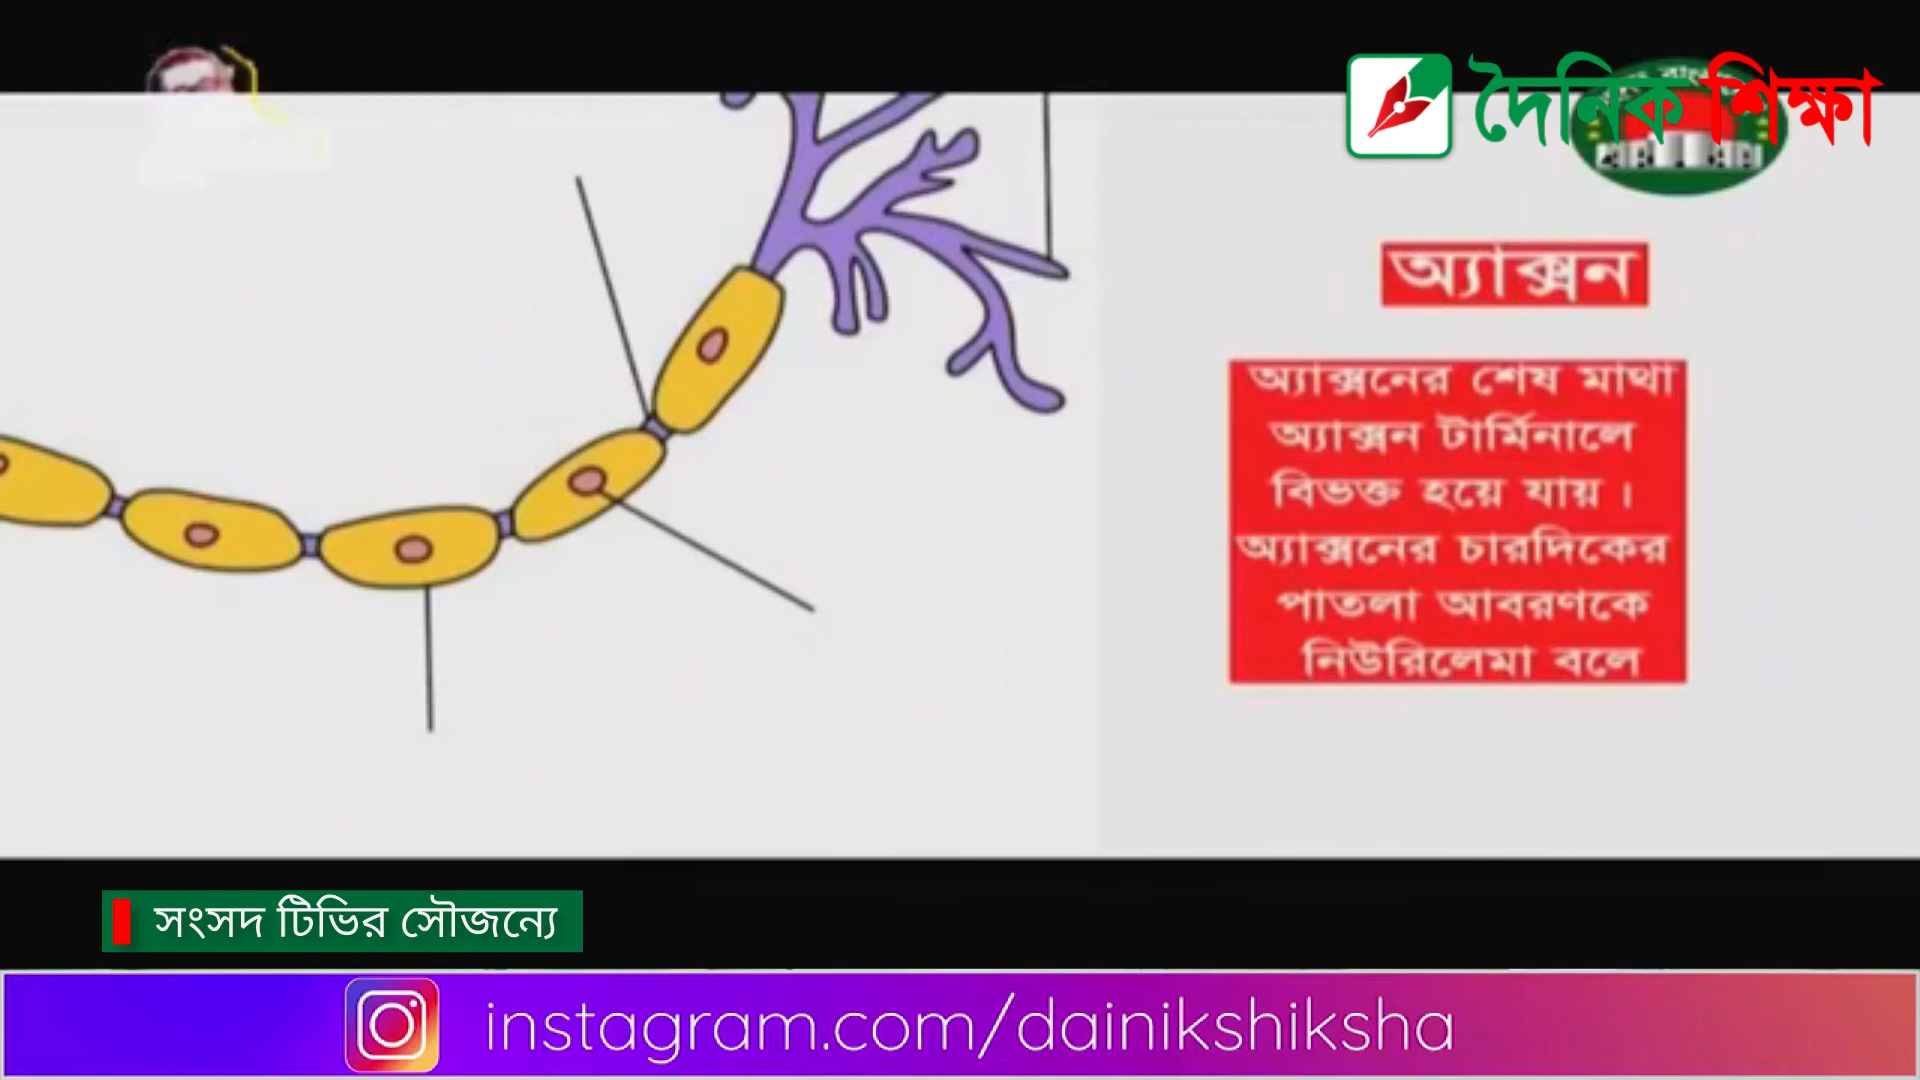 দৈনিক শিক্ষা
অ্যাক্সন
অ্যাক্সনের শেষ মাথা
অ্যাক্সন টার্মিনালে
বিভক্ত হয়ে যায়।
অ্যাক্সনের চারদিকের
পাতলা আবরণকে
নিউরিলেমা বলে
সংসদ টিভির সৌজন্যে
instagram.com/dainikshiksha